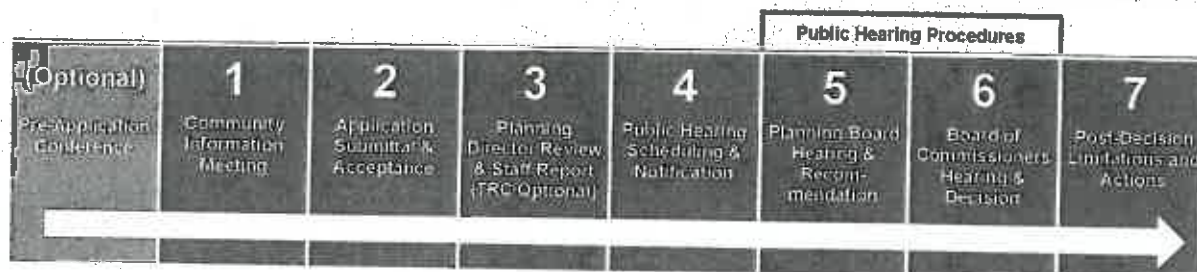 Public Hearing Procedures
(Optional)
Pre-Application
Conference
1
Community
Information
Meeting
2
Application
Submittal &
Acceptance
3
Planning
Director Review
& Staff Report
(TRC Optional)
4
Public Hearing
Scheduling &
Notification
5
Planning Board
Hearing &
Recom-
mendation
6
Board of
Commissioners
Hearing &
Decision
7
Post-Decision
Limitations and
Actions